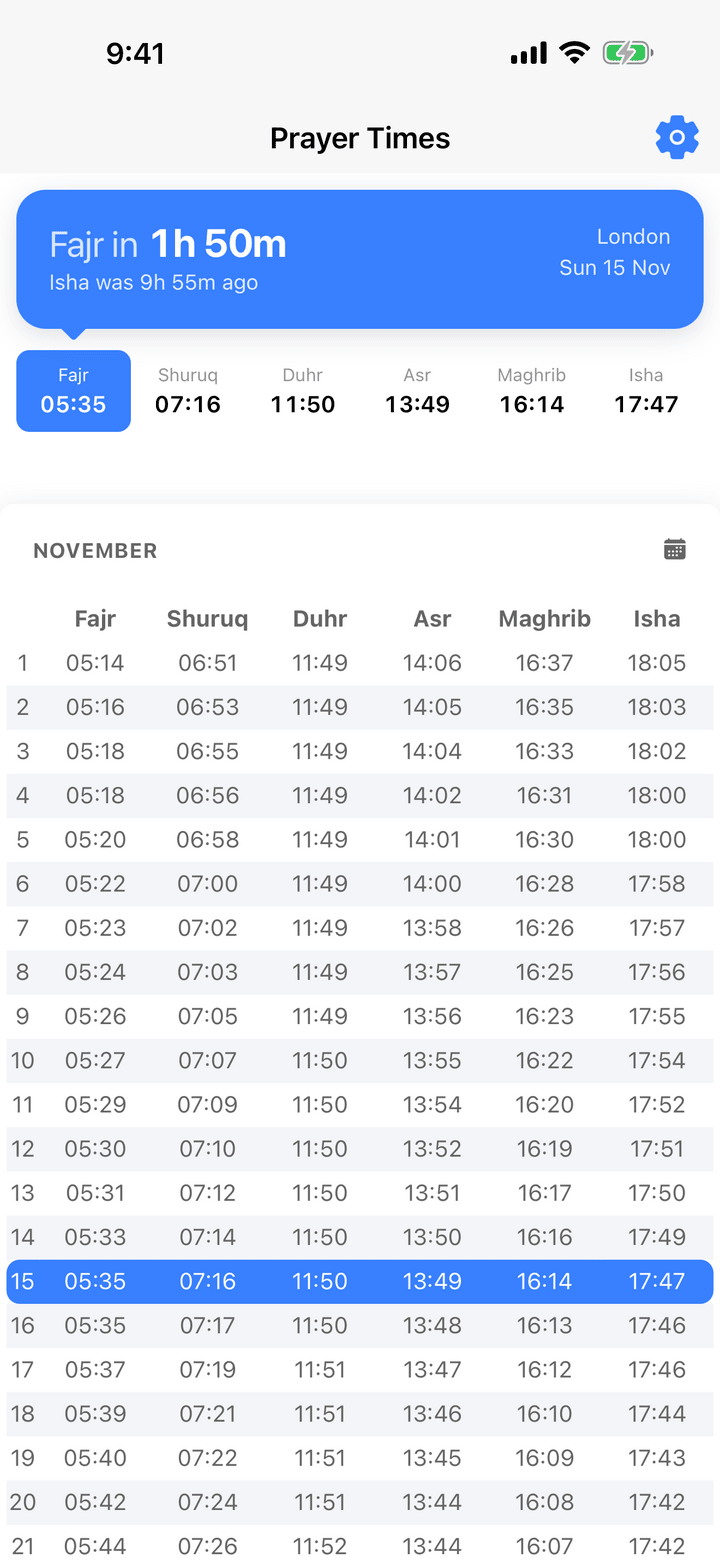 9:41
Prayer Times
Fajr in 1h 50m
Isha was 9h 55m ago
London
Sun 15 Nov
Fajr Shuruq Duhr Asr Maghrib Isha
05:35 07:16 11:50 13:49 16:14 17:47
NOVEMBER
Fajr Shuruq Duhr Asr Maghrib Isha
1 05:14 06:51 11:49 14:06 16:37 18:05
2 05:16 06:53 11:49 14:05 16:35 18:03
3 05:18 06:55 11:49 14:04 16:33 18:02
4 05:18 06:56 11:49 14:02 16:31 18:00
5 05:20 06:58 11:49 14:01 16:30 18:00
6 05:22 07:00 11:49 14:00 16:28 17:58
7 05:23 07:02 11:49 13:58 16:26 17:57
8 05:24 07:03 11:49 13:57 16:25 17:56
9 05:26 07:05 11:49 13:56 16:23 17:55
10 05:27 07:07 11:50 13:55 16:22 17:54
11 05:29 07:09 11:50 13:54 16:20 17:52
12 05:30 07:10 11:50 13:52 16:19 17:51
13 05:31 07:12 11:50 13:51 16:17 17:50
14 05:33 07:14 11:50 13:50 16:16 17:49
15 05:35 07:16 11:50 13:49 16:14 17:47
16 05:35 07:17 11:50 13:48 16:13 17:46
17 05:37 07:19 11:51 13:47 16:12 17:46
18 05:39 07:21 11:51 13:46 16:10 17:44
19 05:40 07:22 11:51 13:45 16:09 17:43
20 05:42 07:24 11:51 13:44 16:08 17:42
21 05:44 07:26 11:52 13:44 16:07 17:42